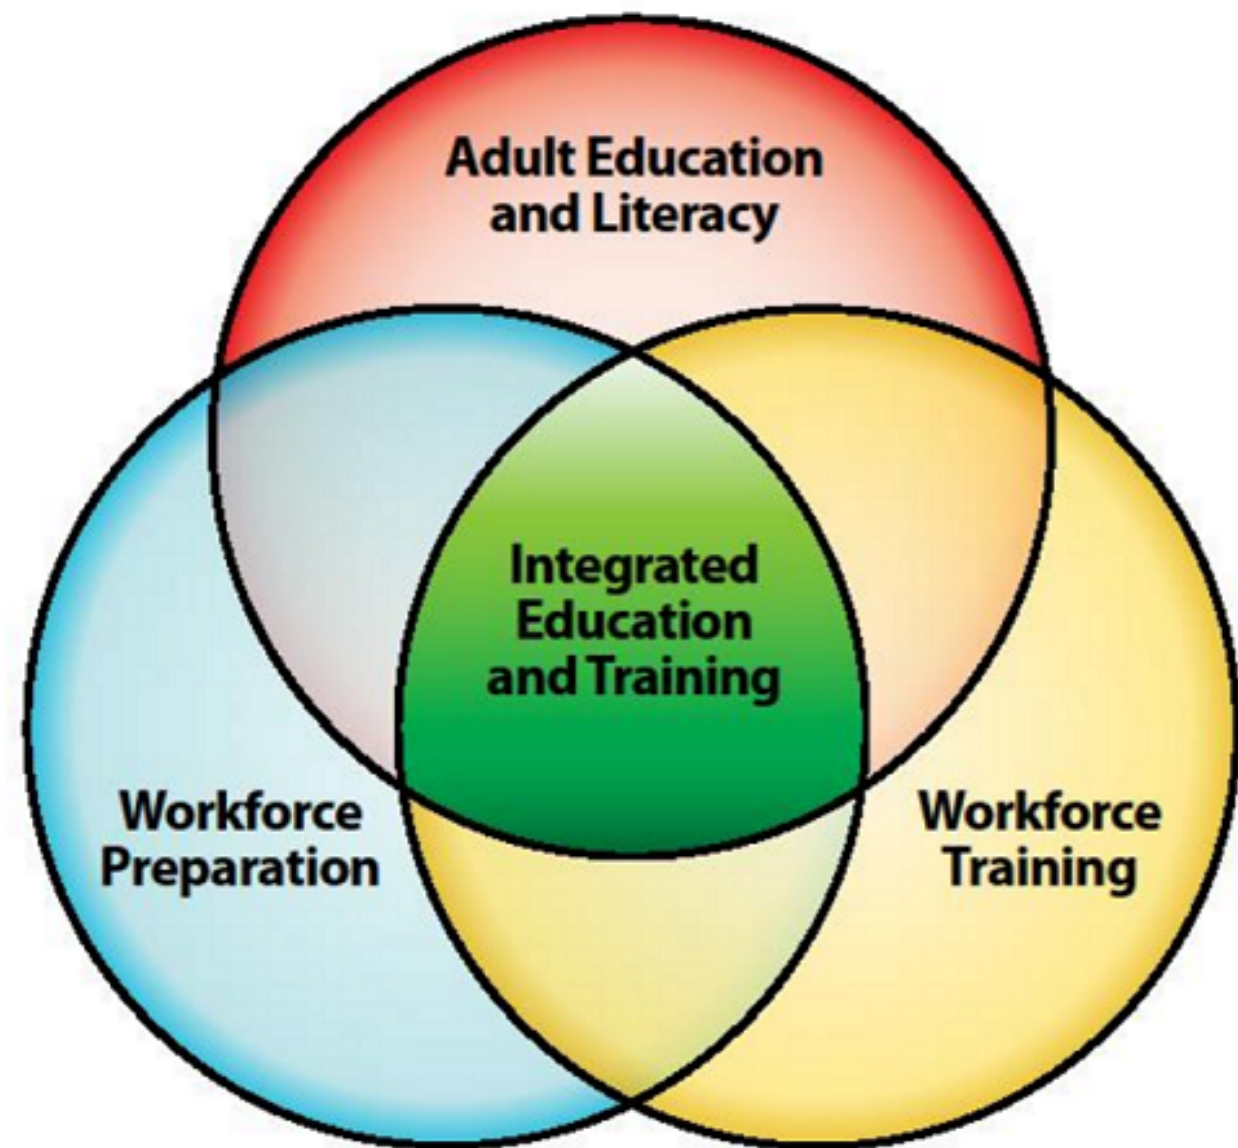 Adult Education
and Literacy
Integrated
Education
and Training
Workforce
Preparation
Workforce
Training